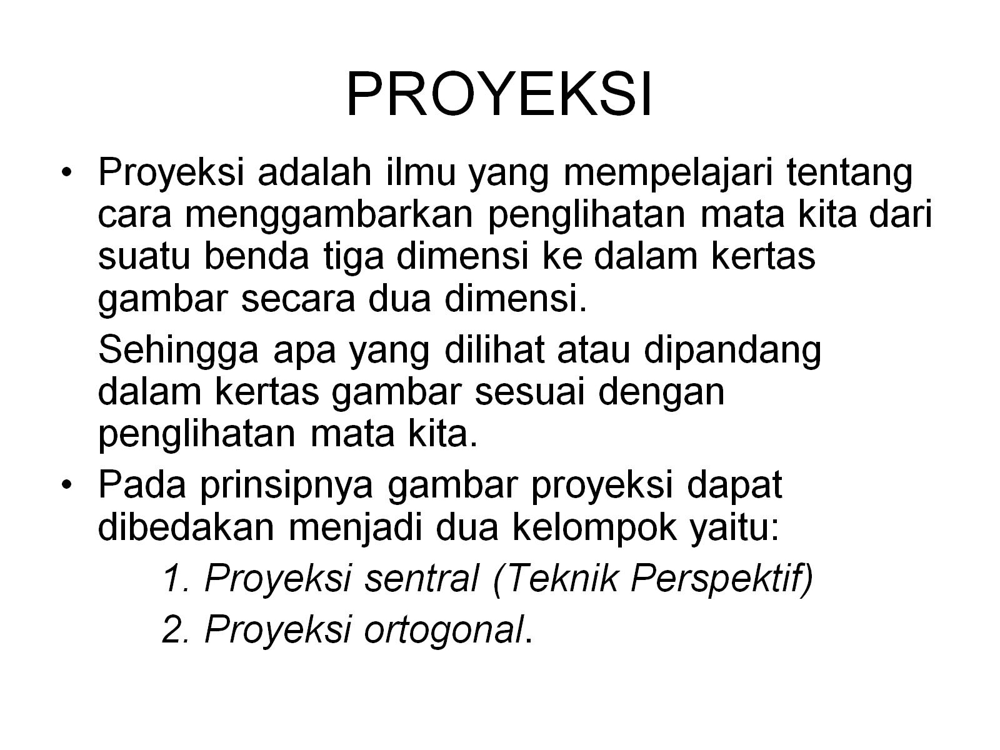 PROYEKSI
• Proyeksi adalah ilmu yang mempelajari tentang
cara menggambarkan penglihatan mata kita dari
suatu benda tiga dimensi ke dalam kertas
gambar secara dua dimensi.
Sehingga apa yang dilihat atau dipandang
dalam kertas gambar sesuai dengan
penglihatan mata kita.
• Pada prinsipnya gambar proyeksi dapat
dibedakan menjadi dua kelompok yaitu:
1. Proyeksi sentral (Teknik Perspektif)
2. Proyeksi ortogonal.